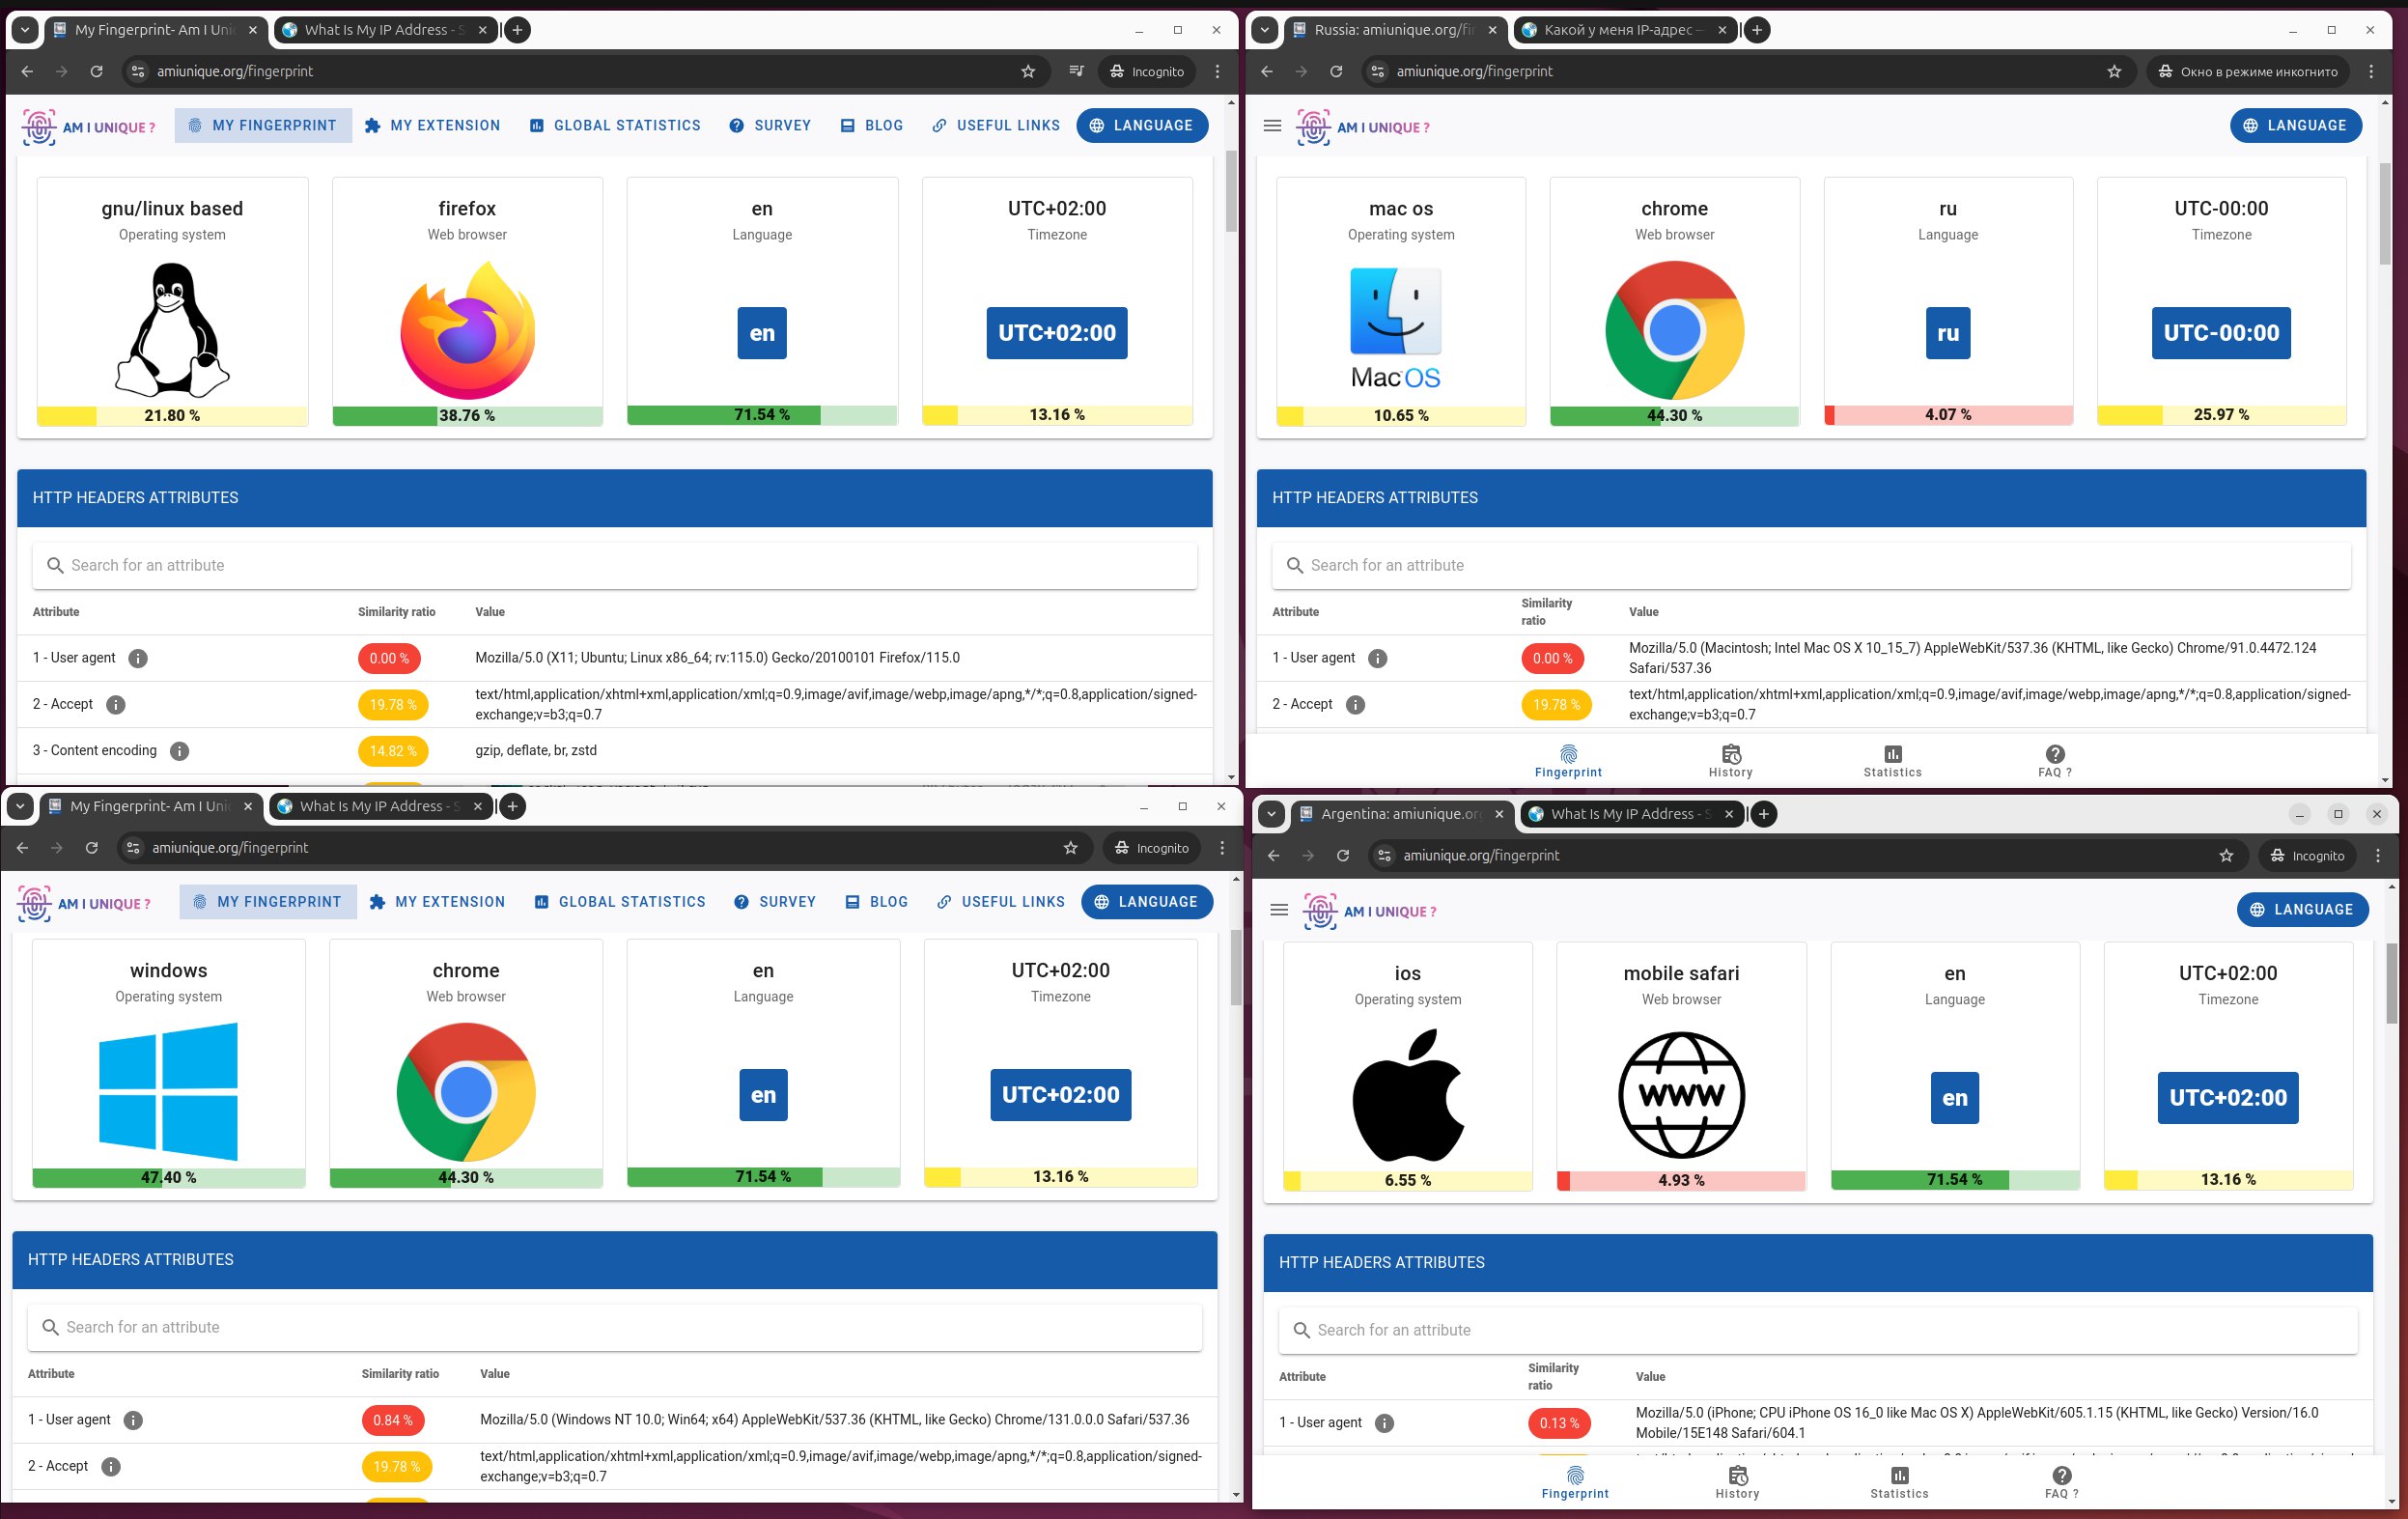 My Fingerprint- Am I Uni
What Is My IP Address - S
amiunique.org/fingerprint
Incognito
AM I UNIQUE ?
MY FINGERPRINT
MY EXTENSION
GLOBAL STATISTICS
SURVEY
BLOG
USEFUL LINKS
LANGUAGE
gnu/linux based
Operating system
21.80 %
firefox
Web browser
38.76 %
en
Language
en
71.54 %
UTC+02:00
Timezone
UTC+02:00
13.16 %
HTTP HEADERS ATTRIBUTES
Search for an attribute
Attribute Similarity ratio Value
1 - User agent 0.00 % Mozilla/5.0 (X11; Ubuntu; Linux x86_64; rv:115.0) Gecko/20100101 Firefox/115.0
2 - Accept 19.78 % text/html,application/xhtml+xml,application/xml;q=0.9,image/avif,image/webp,image/apng,*/*;q=0.8,application/signed-
exchange;v=b3;q=0.7
3 - Content encoding 14.82 % gzip, deflate, br, zstd
Russia: amiunique.org/fi
Какой у меня IP-адрес –
amiunique.org/fingerprint
Окно в режиме инкогнито
AM I UNIQUE ?
LANGUAGE
mac os
Operating system
Mac OS
10.65 %
chrome
Web browser
44.30 %
ru
Language
ru
4.07 %
UTC-00:00
Timezone
UTC-00:00
25.97 %
HTTP HEADERS ATTRIBUTES
Search for an attribute
Attribute Similarity
ratio Value
1 - User agent 0.00 % Mozilla/5.0 (Macintosh; Intel Mac OS X 10_15_7) AppleWebKit/537.36 (KHTML, like Gecko) Chrome/91.0.4472.124
Safari/537.36
2 - Accept 19.78 % text/html,application/xhtml+xml,application/xml;q=0.9,image/avif,image/webp,image/apng,*/*;q=0.8,application/signed-
exchange;v=b3;q=0.7
Fingerprint
History
Statistics
FAQ ?
My Fingerprint- Am I Uni
What Is My IP Address - S
amiunique.org/fingerprint
Incognito
AM I UNIQUE ?
MY FINGERPRINT
MY EXTENSION
GLOBAL STATISTICS
SURVEY
BLOG
USEFUL LINKS
LANGUAGE
windows
Operating system
47.40 %
chrome
Web browser
44.30 %
en
Language
en
71.54 %
UTC+02:00
Timezone
UTC+02:00
13.16 %
HTTP HEADERS ATTRIBUTES
Search for an attribute
Attribute Similarity ratio Value
1 - User agent 0.84 % Mozilla/5.0 (Windows NT 10.0; Win64; x64) AppleWebKit/537.36 (KHTML, like Gecko) Chrome/131.0.0.0 Safari/537.36
2 - Accept 19.78 % text/html,application/xhtml+xml,application/xml;q=0.9,image/avif,image/webp,image/apng,*/*;q=0.8,application/signed-
exchange;v=b3;q=0.7
Argentina: amiunique.or
What Is My IP Address - S
amiunique.org/fingerprint
Incognito
AM I UNIQUE ?
LANGUAGE
ios
Operating system
6.55 %
mobile safari
Web browser
WWW
4.93 %
en
Language
en
71.54 %
UTC+02:00
Timezone
UTC+02:00
13.16 %
HTTP HEADERS ATTRIBUTES
Search for an attribute
Attribute Similarity
ratio Value
1 - User agent 0.13 % Mozilla/5.0 (iPhone; CPU iPhone OS 16_0 like Mac OS X) AppleWebKit/605.1.15 (KHTML, like Gecko) Version/16.0
Mobile/15E148 Safari/604.1
Fingerprint
History
Statistics
FAQ ?